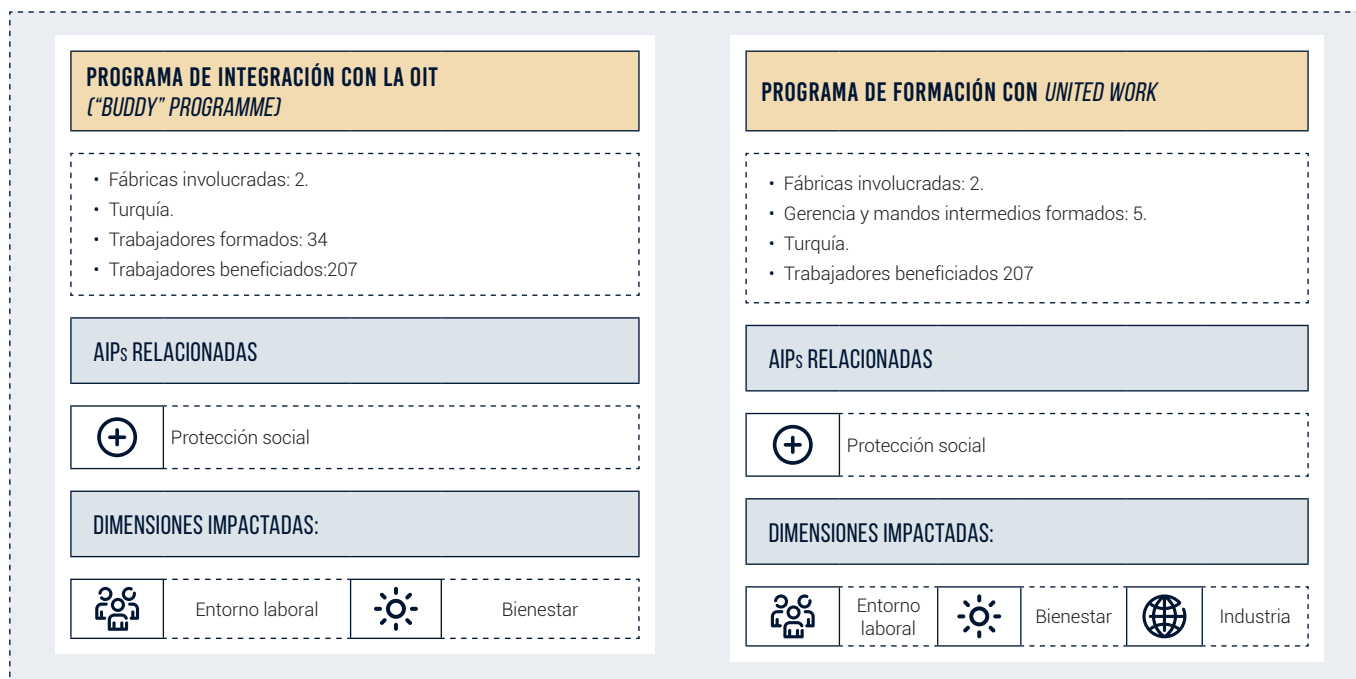 PROGRAMA DE INTEGRACIÓN CON LA OIT
(“BUDDY” PROGRAMME)
• Fábricas involucradas: 2.
• Turquía.
• Trabajadores formados: 34
• Trabajadores beneficiados:207
AIPs RELACIONADAS
Protección social
DIMENSIONES IMPACTADAS:
Entorno laboral
Bienestar
PROGRAMA DE FORMACIÓN CON UNITED WORK
• Fábricas involucradas: 2.
• Gerencia y mandos intermedios formados: 5.
• Turquía.
• Trabajadores beneficiados 207
AIPs RELACIONADAS
Protección social
DIMENSIONES IMPACTADAS:
Entorno
laboral
Bienestar
Industria